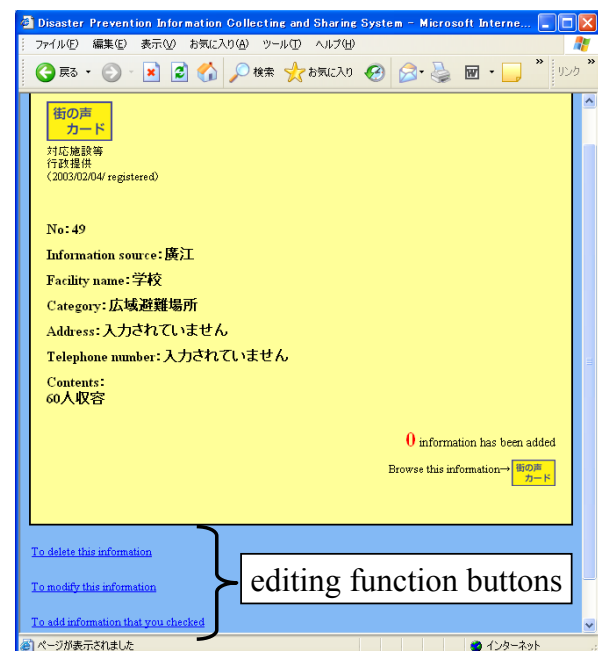 Disaster Prevention Information Collecting and Sharing System - Microsoft Interne...
ファイル(F) 編集(E) 表示(V) お気に入り(A) ツール(T) ヘルプ(H)
戻る 検索 お気に入り » リンク »
街の声
カード
対応施設等
行政提供
(2003/02/04/ registered)
No:49
Information source:廣江
Facility name:学校
Category:広域避難場所
Address:入力されていません
Telephone number:入力されていません
Contents:
60人収容
0 information has been added
Browse this information→ 街の声
カード
To delete this information
To modify this information
To add information that you checked
editing function buttons
ページが表示されました インターネット